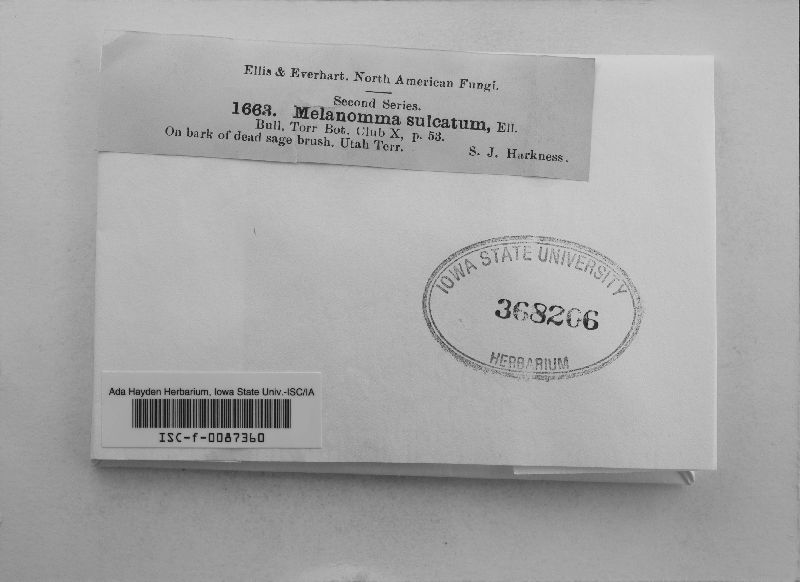 Ellis & Everhart. North American Fungi.
Second Series.
1663. Melanomma sulcatum, Ell.
Bull. Torr Bot. Club X, p. 53.
On bark of dead sage brush, Utah Terr.
S. J. Harkness.
IOWA STATE UNIVERSITY
368206
HERBARIUM
Ada Hayden Herbarium, Iowa State Univ.-ISC/IA
ISC-f-0087360